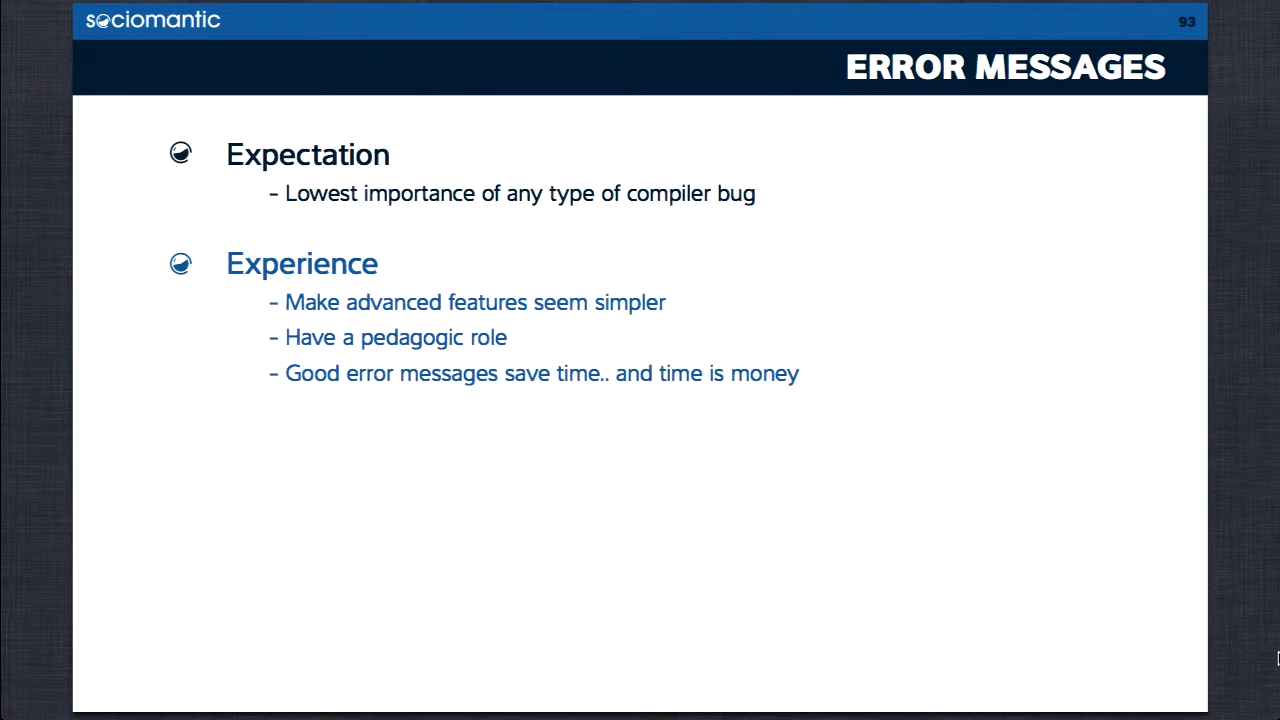 sociomantic
93
ERROR MESSAGES
Expectation
- Lowest importance of any type of compiler bug
Experience
- Make advanced features seem simpler
- Have a pedagogic role
- Good error messages save time.. and time is money